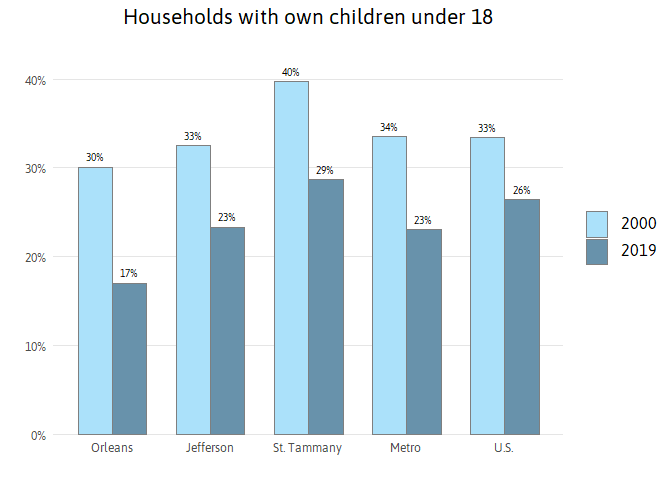 Households with own children under 18
40%
30%
20%
10%
0%
30%
17%
33%
23%
40%
29%
34%
23%
33%
26%
Orleans
Jefferson
St. Tammany
Metro
U.S.
2000
2019